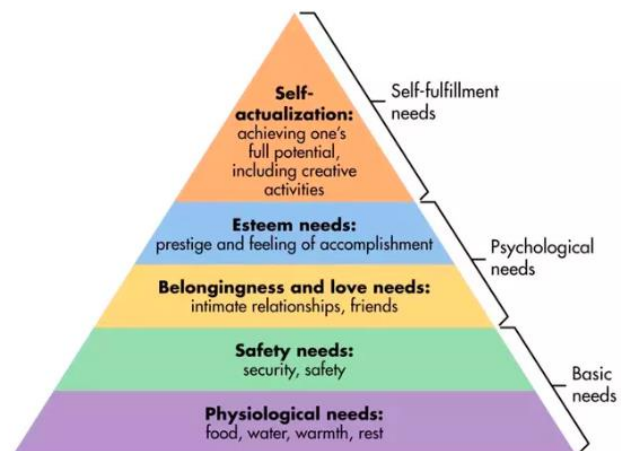 Self-
actualization:
achieving one's
full potential,
including creative
activities
Self-fulfillment
needs
Esteem needs:
prestige and feeling of accomplishment
Psychological
needs
Belongingness and love needs:
intimate relationships, friends
Safety needs:
security, safety
Basic
needs
Physiological needs:
food, water, warmth, rest